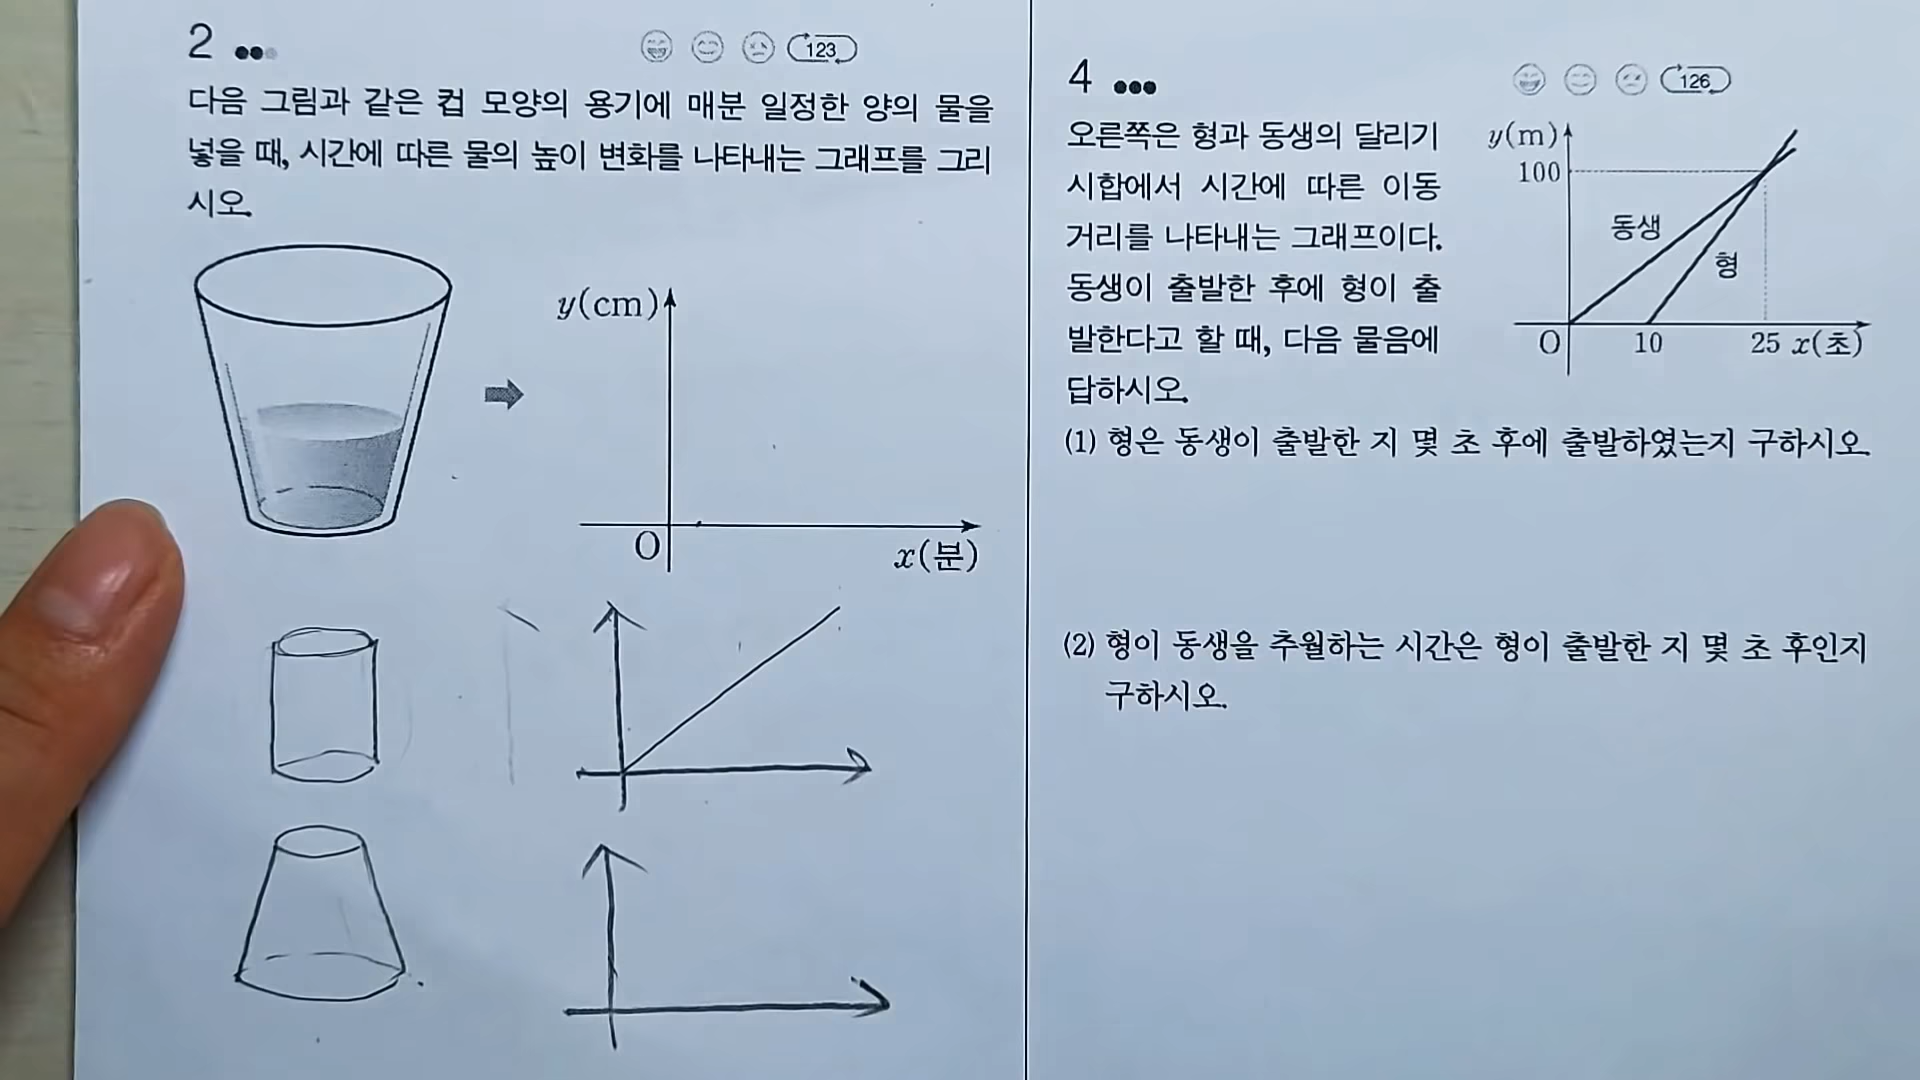 2
123
다음 그림과 같은 컵 모양의 용기에 매분 일정한 양의 물을
넣을 때, 시간에 따른 물의 높이 변화를 나타내는 그래프를 그리
시오.
y(cm)
O
x(분)
4
126
오른쪽은 형과 동생의 달리기
시합에서 시간에 따른 이동
거리를 나타내는 그래프이다.
동생이 출발한 후에 형이 출
발한다고 할 때, 다음 물음에
답하시오.
y(m)
100
동생
형
O
10
25
x(초)
(1) 형은 동생이 출발한 지 몇 초 후에 출발하였는지 구하시오.
(2) 형이 동생을 추월하는 시간은 형이 출발한 지 몇 초 후인지
구하시오.